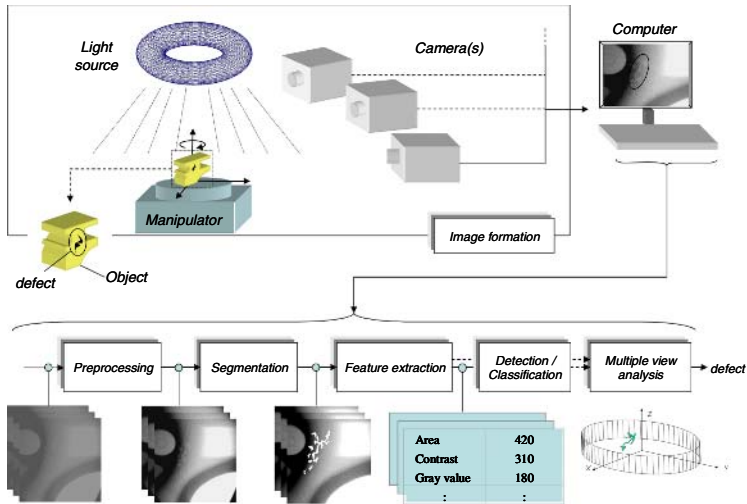 Light
source
Camera(s)
Computer
Manipulator
Image formation
defect
Object
Preprocessing
Segmentation
Feature extraction
Detection /
Classification
Multiple view
analysis
defect
Area 420
Contrast 310
Gray value 180
: :
Z
X
Y